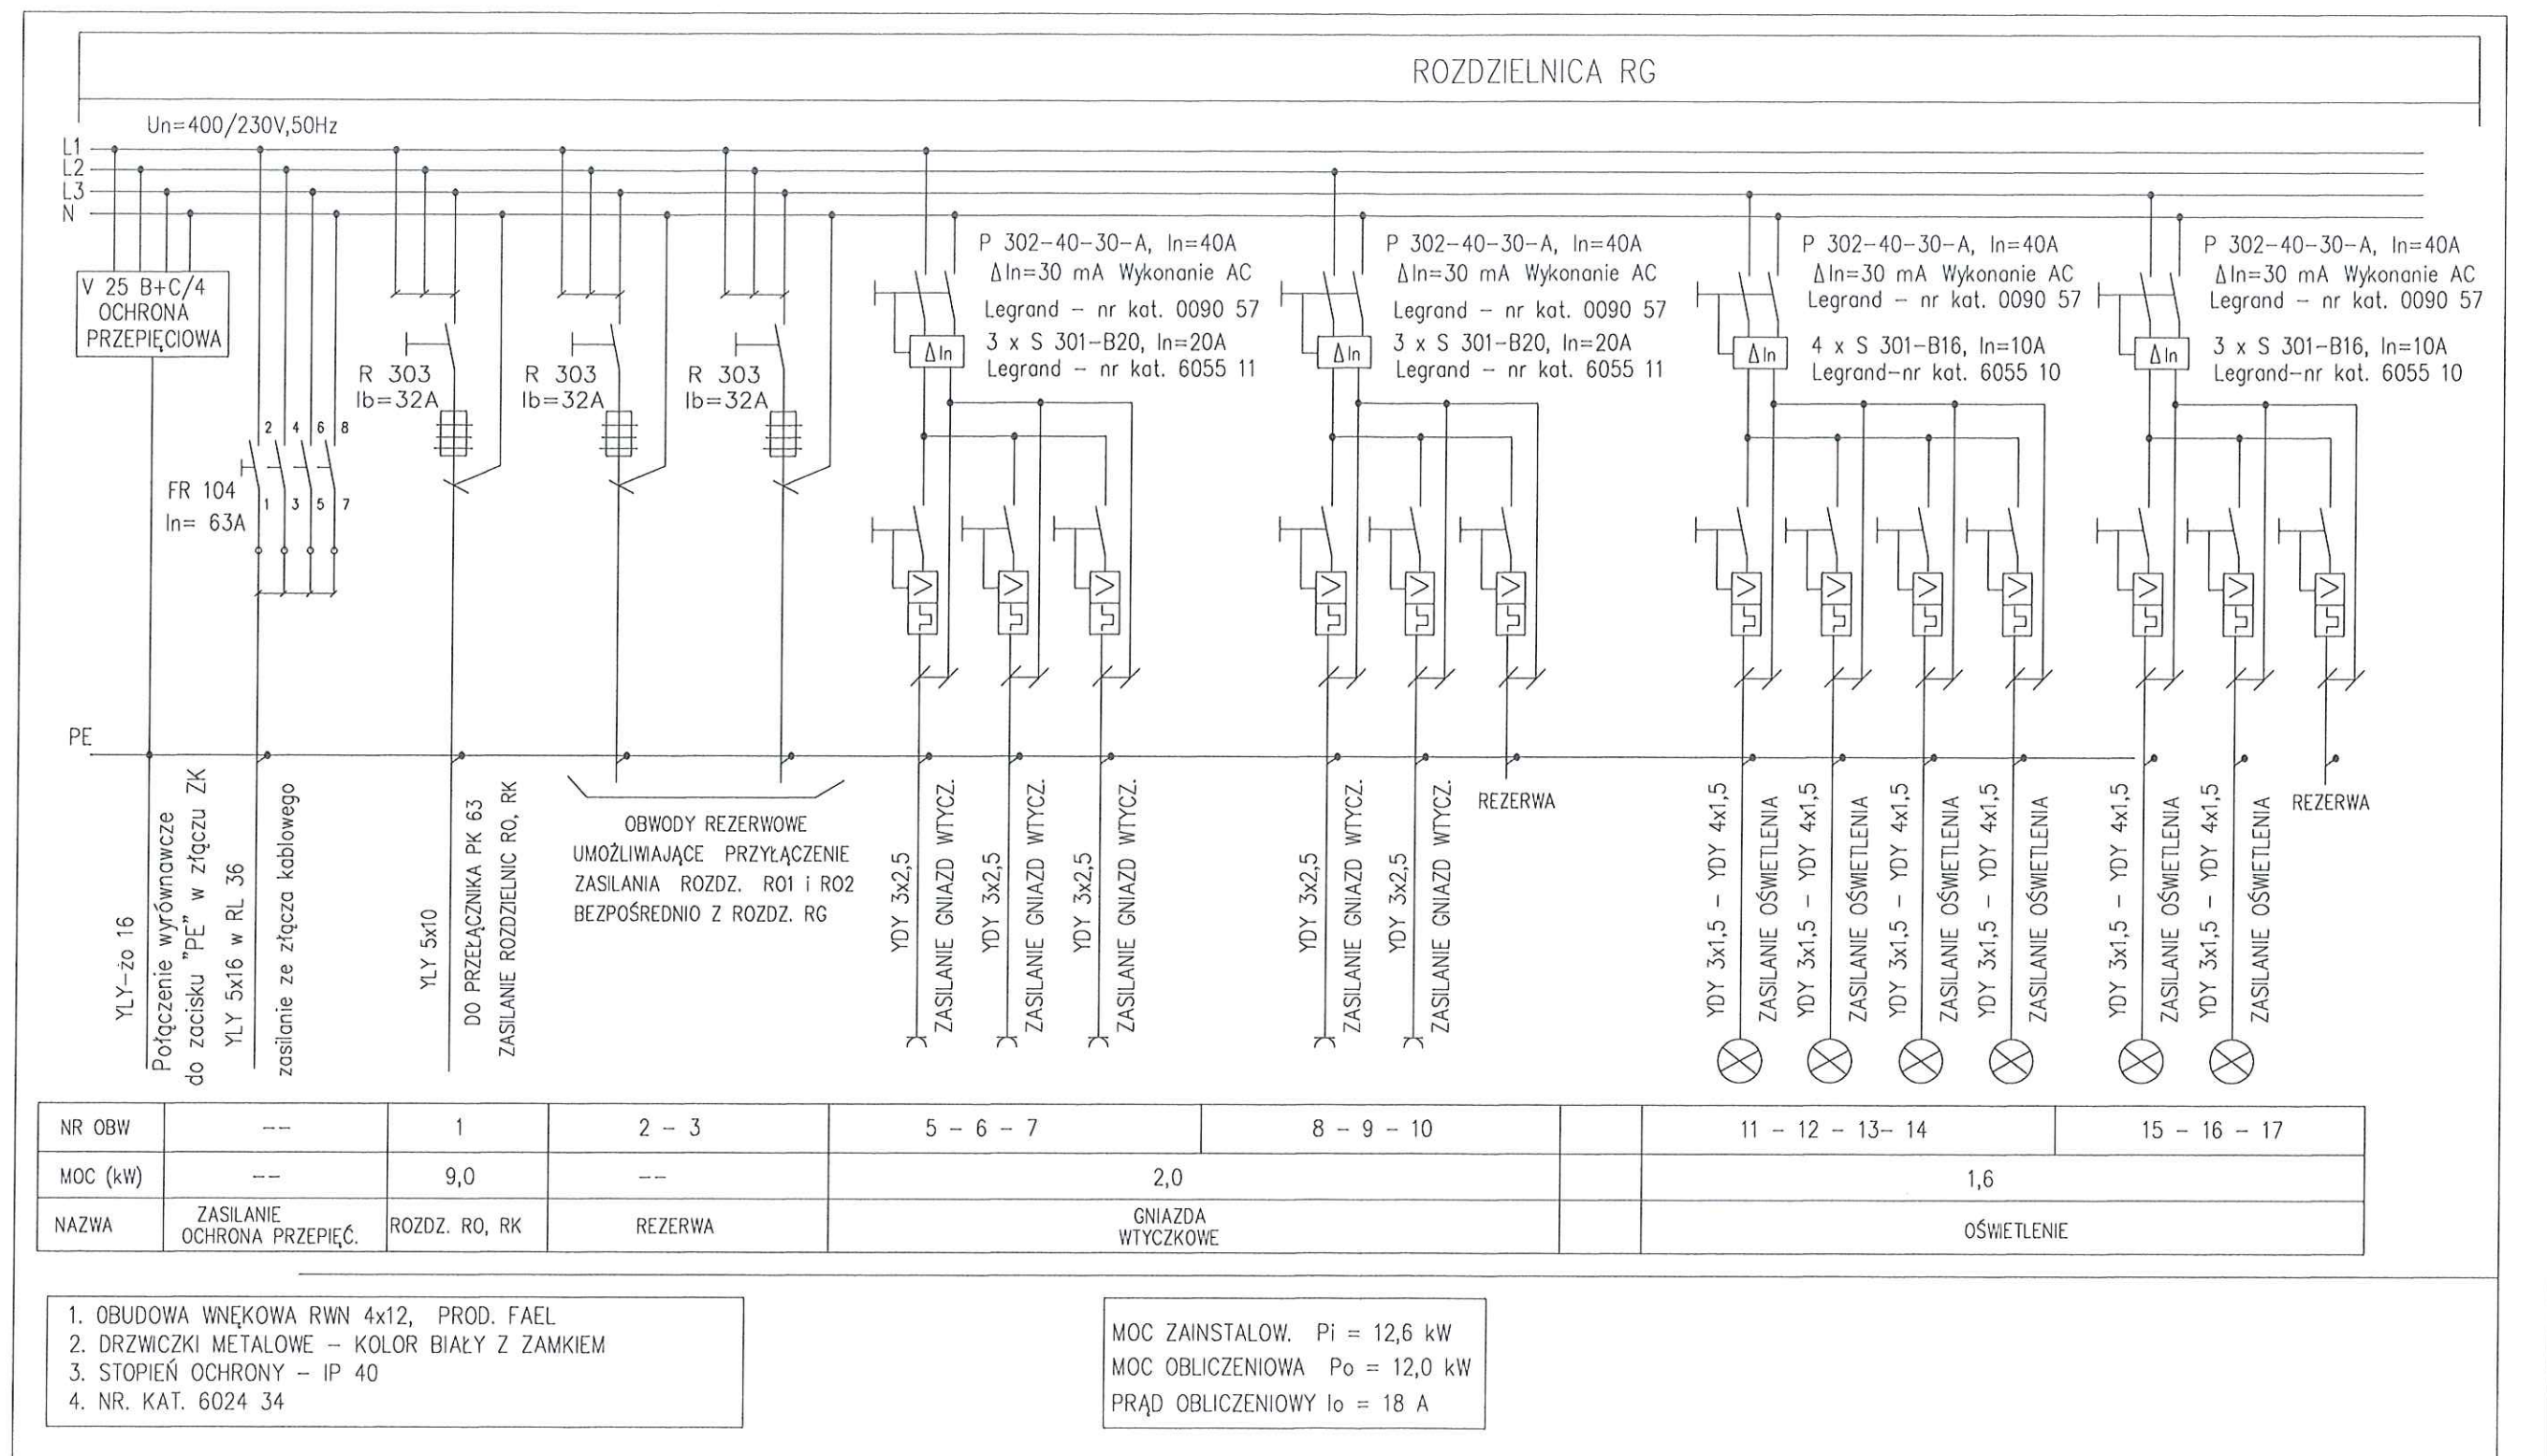 ROZDZIELNICA RG
Un=400/230V,50Hz
L1
L2
L3
N
V 25 B+C/4
OCHRONA
PRZEPIĘCIOWA
FR 104
In= 63A
2 4 6 8
1 3 5 7
R 303
Ib=32A
R 303
Ib=32A
R 303
Ib=32A
P 302-40-30-A, In=40A
ΔIn=30 mA Wykonanie AC
Legrand - nr kat. 0090 57
3 x S 301-B20, In=20A
Legrand - nr kat. 6055 11
ΔIn
P 302-40-30-A, In=40A
ΔIn=30 mA Wykonanie AC
Legrand - nr kat. 0090 57
3 x S 301-B20, In=20A
Legrand - nr kat. 6055 11
ΔIn
P 302-40-30-A, In=40A
ΔIn=30 mA Wykonanie AC
Legrand - nr kat. 0090 57
4 x S 301-B16, In=10A
Legrand-nr kat. 6055 10
ΔIn
P 302-40-30-A, In=40A
ΔIn=30 mA Wykonanie AC
Legrand - nr kat. 0090 57
3 x S 301-B16, In=10A
Legrand-nr kat. 6055 10
ΔIn
PE
YLY-żo 16
Połączenie wyrównawcze
do zacisku "PE" w złączu ZK
YLY 5x16 w RL 36
zasilanie ze złącza kablowego
YLY 5x10
DO PRZEŁĄCZNIKA PK 63
ZASILANIE ROZDZIELNIC RO, RK
OBWODY REZERWOWE
UMOŻLIWIAJĄCE PRZYŁĄCZENIE
ZASILANIA ROZDZ. RO1 i RO2
BEZPOŚREDNIO Z ROZDZ. RG
YDY 3x2,5
ZASILANIE GNIAZD WTYCZ.
YDY 3x2,5
ZASILANIE GNIAZD WTYCZ.
YDY 3x2,5
ZASILANIE GNIAZD WTYCZ.
YDY 3x2,5
ZASILANIE GNIAZD WTYCZ.
YDY 3x2,5
ZASILANIE GNIAZD WTYCZ.
REZERWA
YDY 3x1,5 - YDY 4x1,5
ZASILANIE OŚWIETLENIA
YDY 3x1,5 - YDY 4x1,5
ZASILANIE OŚWIETLENIA
YDY 3x1,5 - YDY 4x1,5
ZASILANIE OŚWIETLENIA
YDY 3x1,5 - YDY 4x1,5
ZASILANIE OŚWIETLENIA
YDY 3x1,5 - YDY 4x1,5
ZASILANIE OŚWIETLENIA
YDY 3x1,5 - YDY 4x1,5
ZASILANIE OŚWIETLENIA
REZERWA
NR OBW -- 1 2 - 3 5 - 6 - 7 8 - 9 - 10 11 - 12 - 13- 14 15 - 16 - 17
MOC (kW) -- 9,0 -- 2,0 1,6
NAZWA ZASILANIE OCHRONA PRZEPIĘĆ. ROZDZ. RO, RK REZERWA GNIAZDA WTYCZKOWE OŚWIETLENIE
1. OBUDOWA WNĘKOWA RWN 4x12, PROD. FAEL
2. DRZWICZKI METALOWE - KOLOR BIAŁY Z ZAMKIEM
3. STOPIEŃ OCHRONY - IP 40
4. NR. KAT. 6024 34
MOC ZAINSTALOW. Pi = 12,6 kW
MOC OBLICZENIOWA Po = 12,0 kW
PRĄD OBLICZENIOWY Io = 18 A